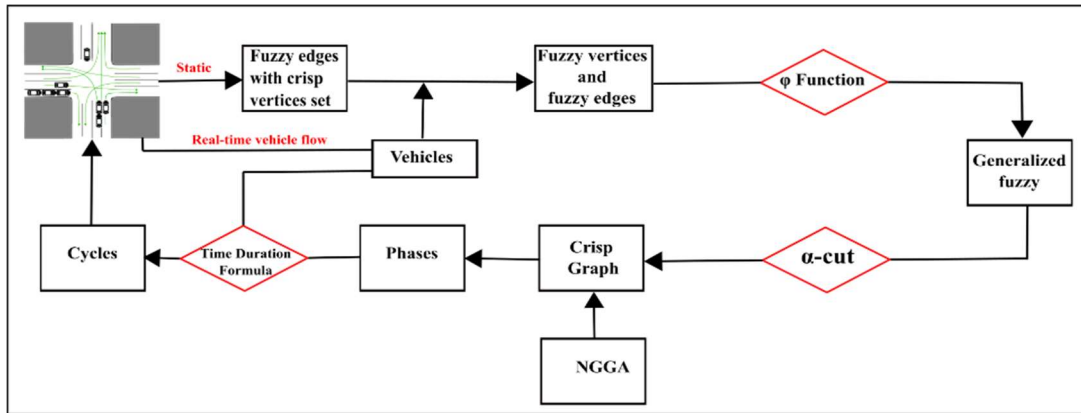 Static
Fuzzy edges
with crisp
vertices set
Fuzzy vertices
and
fuzzy edges
φ Function
Real-time vehicle flow
Vehicles
Generalized
fuzzy
Cycles
Time Duration
Formula
Phases
Crisp
Graph
α-cut
NGGA